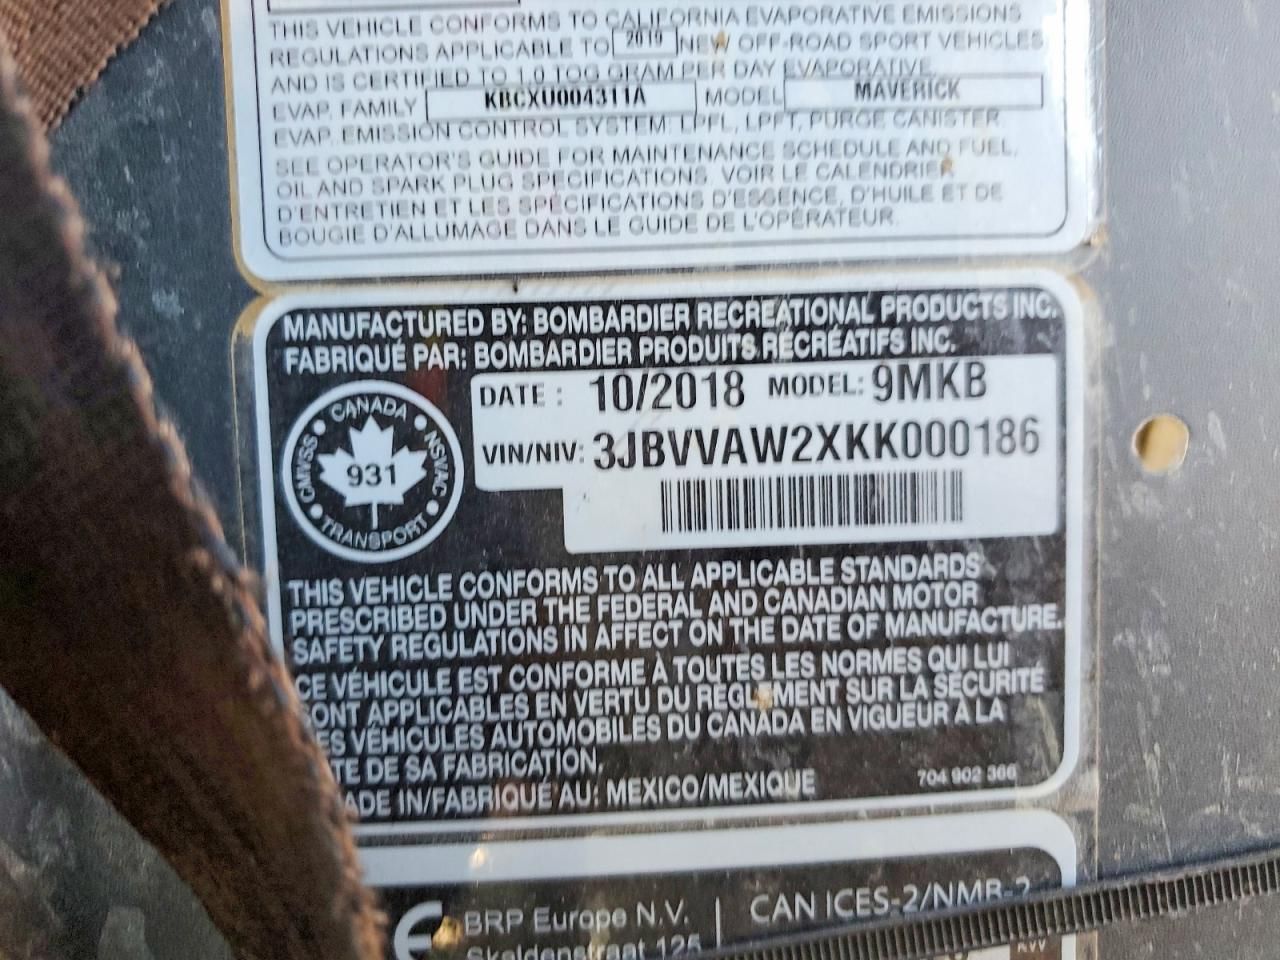 THIS VEHICLE CONFORMS TO CALIFORNIA EVAPORATIVE EMISSIONS
REGULATIONS APPLICABLE TO 2019 NEW OFF-ROAD SPORT VEHICLES
AND IS CERTIFIED TO 1.0 TOG GRAM PER DAY EVAPORATIVE
EVAP. FAMILY KBCXU004311A MODEL MAVERICK
EVAP. EMISSION CONTROL SYSTEM: LPFL, LPFT, PURGE CANISTER
SEE OPERATOR'S GUIDE FOR MAINTENANCE SCHEDULE AND FUEL,
OIL AND SPARK PLUG SPECIFICATIONS. VOIR LE CALENDRIER
D'ENTRETIEN ET LES SPÉCIFICATIONS D'ESSENCE, D'HUILE ET DE
BOUGIE D'ALLUMAGE DANS LE GUIDE DE L'OPÉRATEUR.
MANUFACTURED BY: BOMBARDIER RECREATIONAL PRODUCTS INC.
FABRIQUÉ PAR: BOMBARDIER PRODUITS RÉCRÉATIFS INC.
DATE : 10/2018 MODEL: 9MKB
VIN/NIV: 3JBVVAW2XKK000186
CANADA
CMVSS 931 NSVAC
TRANSPORT
THIS VEHICLE CONFORMS TO ALL APPLICABLE STANDARDS
PRESCRIBED UNDER THE FEDERAL AND CANADIAN MOTOR
SAFETY REGULATIONS IN AFFECT ON THE DATE OF MANUFACTURE.
CE VÉHICULE EST CONFORME À TOUTES LES NORMES QUI LUI
ONT APPLICABLES EN VERTU DU REGLEMENT SUR LA SÉCURITÉ
ES VÉHICULES AUTOMOBILES DU CANADA EN VIGUEUR À LA
TE DE SA FABRICATION.
ADE IN/FABRIQUÉ AU: MEXICO/MEXIQUE 704 902 366
BRP Europe N.V. CAN ICES-2/NMB-2
Skeldenstraat 125